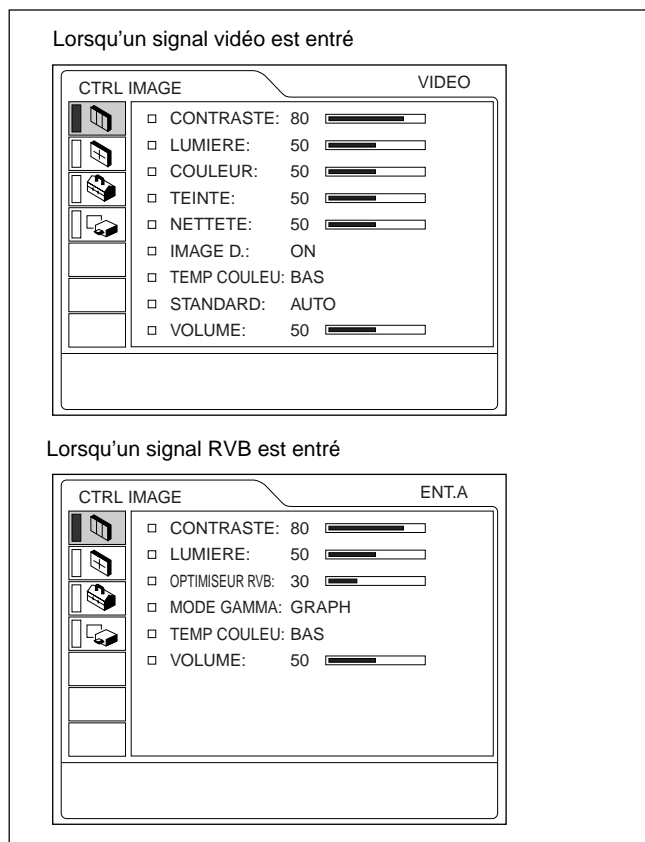 Lorsqu'un signal vidéo est entré
CTRL IMAGE VIDEO
CONTRASTE: 80
LUMIERE: 50
COULEUR: 50
TEINTE: 50
NETTETE: 50
IMAGE D.: ON
TEMP COULEU: BAS
STANDARD: AUTO
VOLUME: 50
Lorsqu'un signal RVB est entré
CTRL IMAGE ENT.A
CONTRASTE: 80
LUMIERE: 50
OPTIMISEUR RVB: 30
MODE GAMMA: GRAPH
TEMP COULEU: BAS
VOLUME: 50